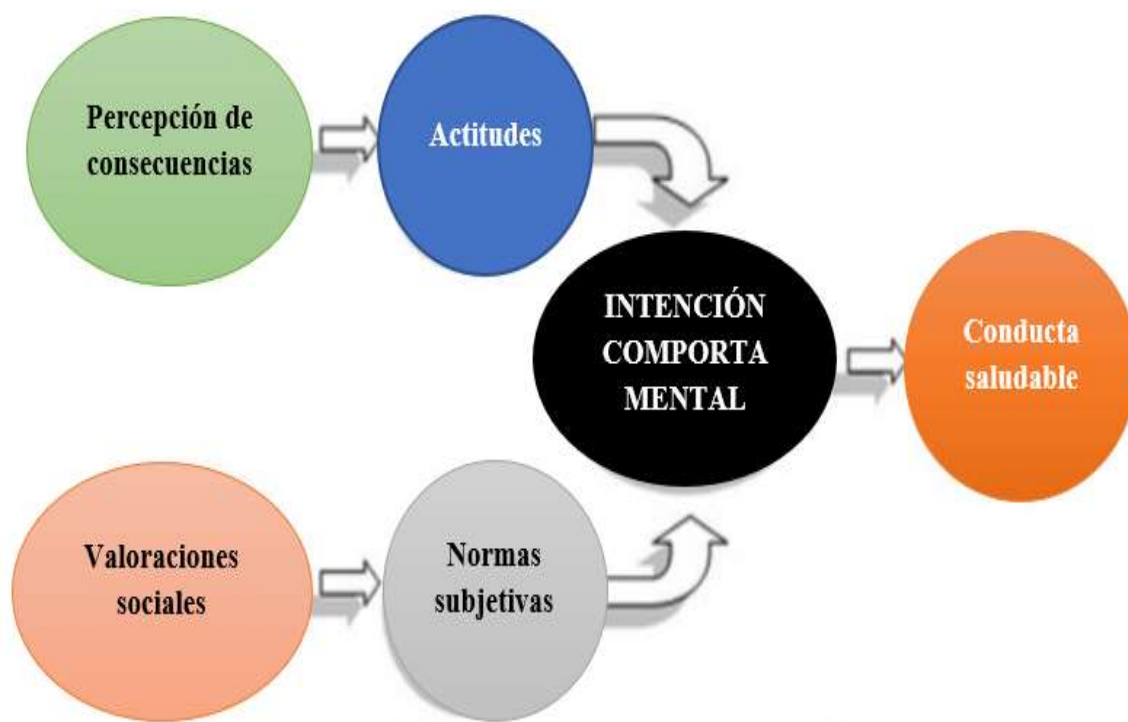 Percepción de
consecuencias
Actitudes
INTENCIÓN
COMPORTA
MENTAL
Conducta
saludable
Valoraciones
sociales
Normas
subjetivas